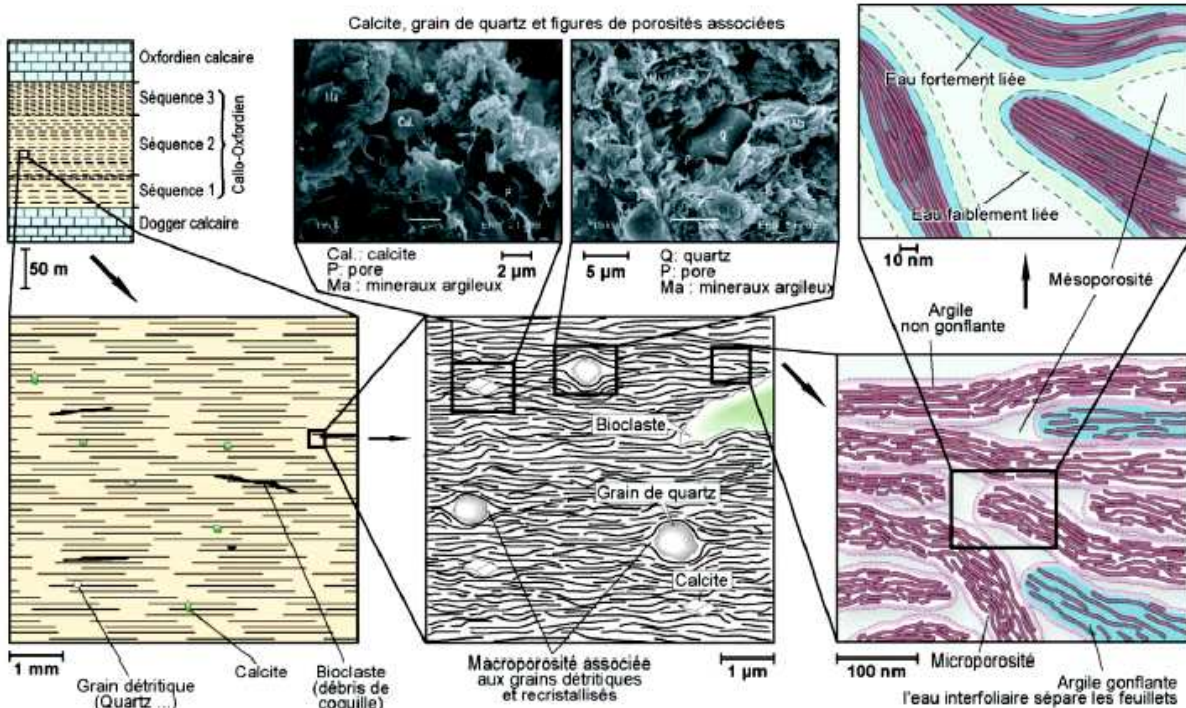 Calcite, grain de quartz et figures de porosités associées
Oxfordien calcaire
Séquence 3
Séquence 2
Séquence 1
Callo-Oxfordien
Dogger calcaire
50 m
Cal.
P
Cal. : calcite
P: pore
Ma : mineraux argileux
2 µm
Q
P
5 µm
Q: quartz
P: pore
Ma : mineraux argileux
Eau fortement liée
Eau faiblement liée
10 nm
Mésoporosité
Argile
non gonflante
Bioclaste
Grain de quartz
Calcite
1 mm
Grain détritique
(Quartz ...)
Calcite
Bioclaste
(débris de
coquille)
Macroporosité associée
aux grains détritiques
et recristallisés
1 µm
100 nm
Microporosité
Argile gonflante
l'eau interfoliaire sépare les feuillets